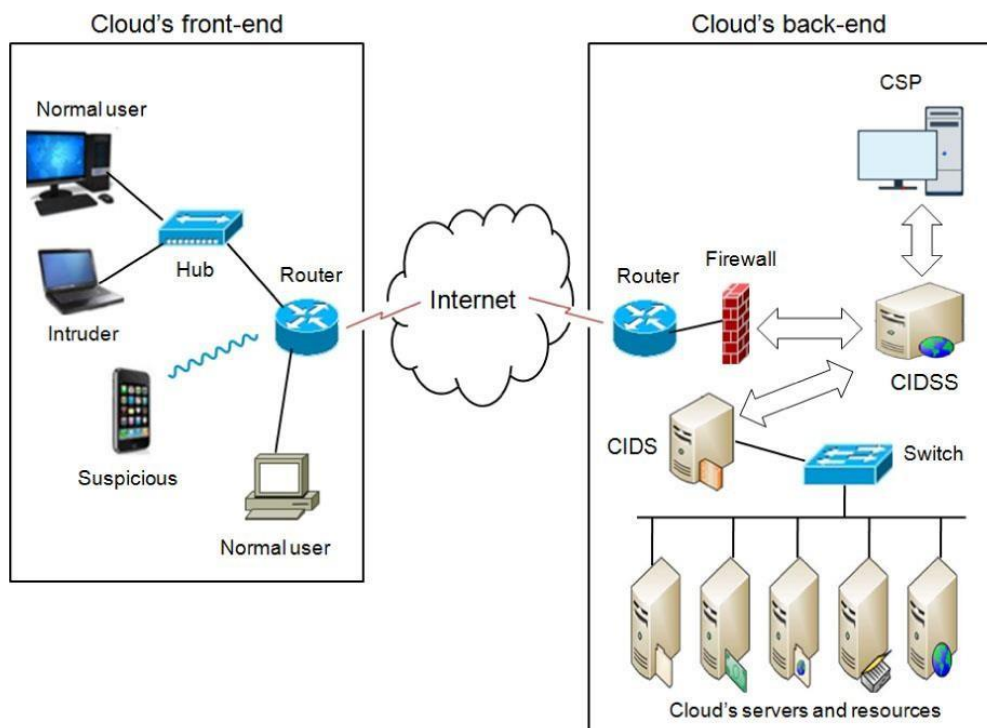 Cloud's front-end
Normal user
Hub
Intruder
Router
Suspicious
Normal user
Internet
Cloud's back-end
CSP
Router
Firewall
CIDSS
CIDS
Switch
Cloud's servers and resources